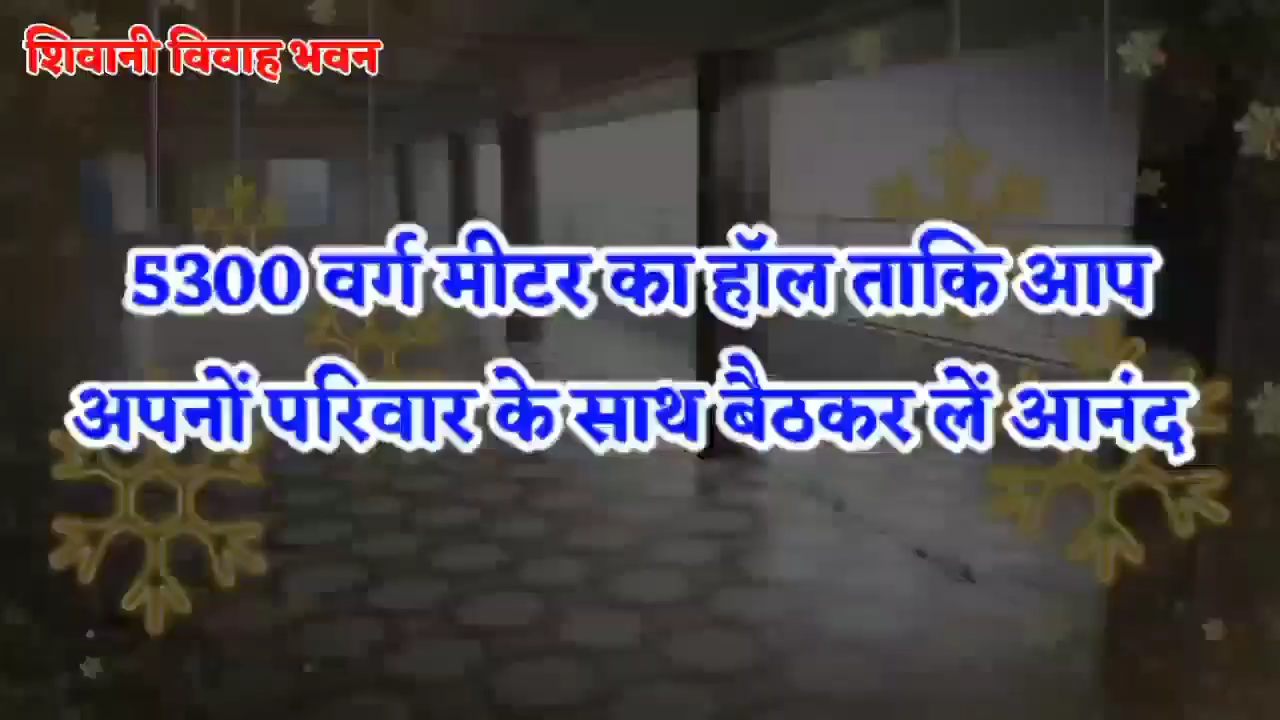 शिवानी विवाह भवन
5300 वर्ग मीटर का हॉल ताकि आप
अपनों परिवार के साथ बैठकर लें आनंद